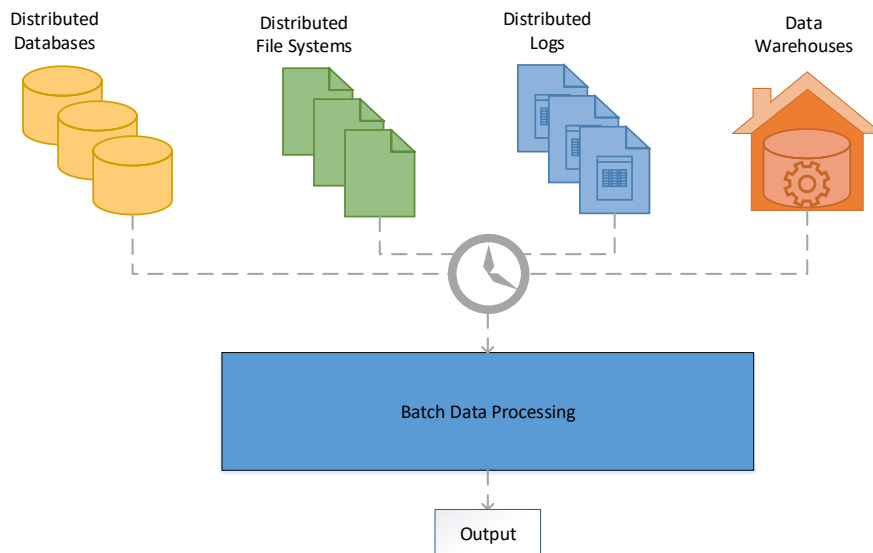 Distributed
Databases
Distributed
File Systems
Distributed
Logs
Data
Warehouses
Batch Data Processing
Output